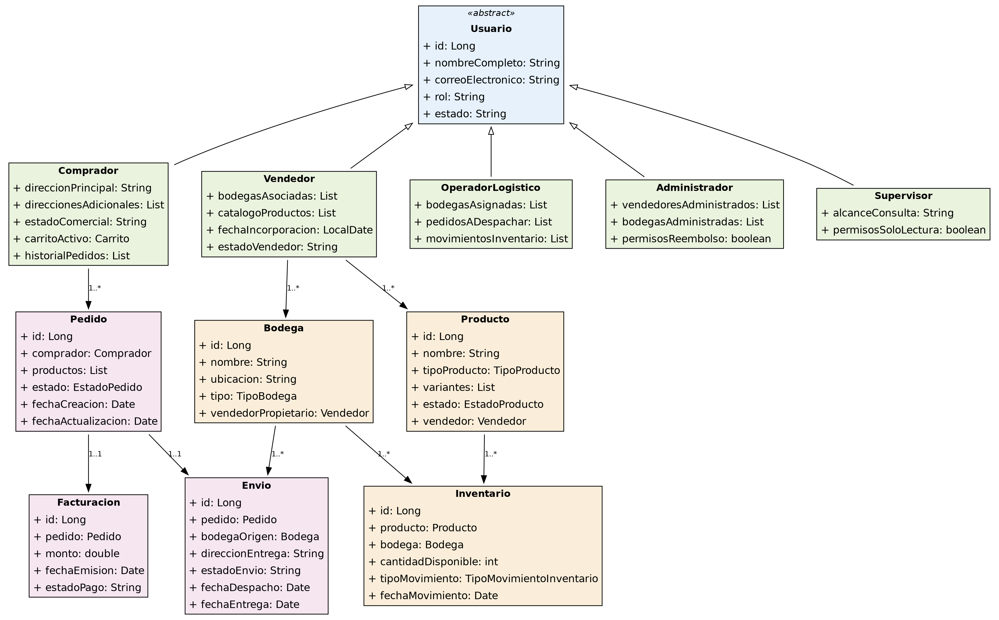 «abstract»
Usuario
+ id: Long
+ nombreCompleto: String
+ correoElectronico: String
+ rol: String
+ estado: String
Comprador
+ direccionPrincipal: String
+ direccionesAdicionales: List
+ estadoComercial: String
+ carritoActivo: Carrito
+ historialPedidos: List
Vendedor
+ bodegasAsociadas: List
+ catalogoProductos: List
+ fechaIncorporacion: LocalDate
+ estadoVendedor: String
OperadorLogistico
+ bodegasAsignadas: List
+ pedidosADespachar: List
+ movimientosInventario: List
Administrador
+ vendedoresAdministrados: List
+ bodegasAdministradas: List
+ permisosReembolso: boolean
Supervisor
+ alcanceConsulta: String
+ permisosSoloLectura: boolean
1..*
1..*
1..*
Pedido
+ id: Long
+ comprador: Comprador
+ productos: List
+ estado: EstadoPedido
+ fechaCreacion: Date
+ fechaActualizacion: Date
Bodega
+ id: Long
+ nombre: String
+ ubicacion: String
+ tipo: TipoBodega
+ vendedorPropietario: Vendedor
Producto
+ id: Long
+ nombre: String
+ tipoProducto: TipoProducto
+ variantes: List
+ estado: EstadoProducto
+ vendedor: Vendedor
1..1
1..1
1..*
1..*
1..*
Facturacion
+ id: Long
+ pedido: Pedido
+ monto: double
+ fechaEmision: Date
+ estadoPago: String
Envio
+ id: Long
+ pedido: Pedido
+ bodegaOrigen: Bodega
+ direccionEntrega: String
+ estadoEnvio: String
+ fechaDespacho: Date
+ fechaEntrega: Date
Inventario
+ id: Long
+ producto: Producto
+ bodega: Bodega
+ cantidadDisponible: int
+ tipoMovimiento: TipoMovimientoInventario
+ fechaMovimiento: Date